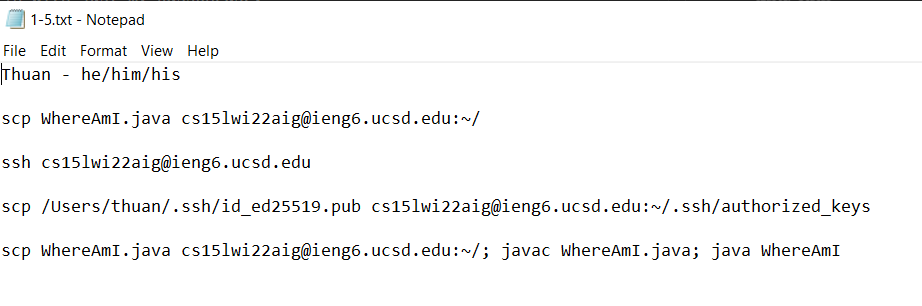 1-5.txt - Notepad
File Edit Format View Help
Thuan - he/him/his
scp WhereAmI.java cs15lwi22aig@ieng6.ucsd.edu:~/
ssh cs15lwi22aig@ieng6.ucsd.edu
scp /Users/thuan/.ssh/id_ed25519.pub cs15lwi22aig@ieng6.ucsd.edu:~/.ssh/authorized_keys
scp WhereAmI.java cs15lwi22aig@ieng6.ucsd.edu:~/; javac WhereAmI.java; java WhereAmI